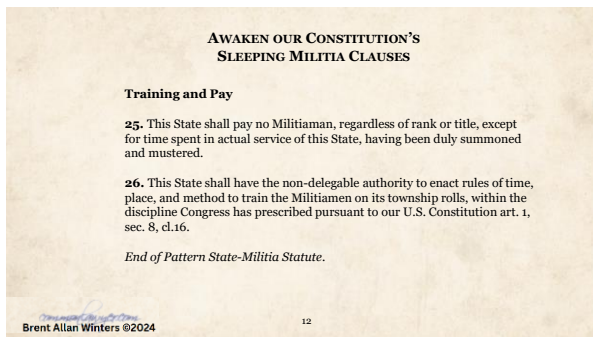 AWAKEN OUR CONSTITUTION'S
SLEEPING MILITIA CLAUSES
Training and Pay
25. This State shall pay no Militiaman, regardless of rank or title, except
for time spent in actual service of this State, having been duly summoned
and mustered.
26. This State shall have the non-delegable authority to enact rules of time,
place, and method to train the Militiamen on its township rolls, within the
discipline Congress has prescribed pursuant to our U.S. Constitution art. 1,
sec. 8, cl.16.
End of Pattern State-Militia Statute.
Brent Allan Winters ©2024
12